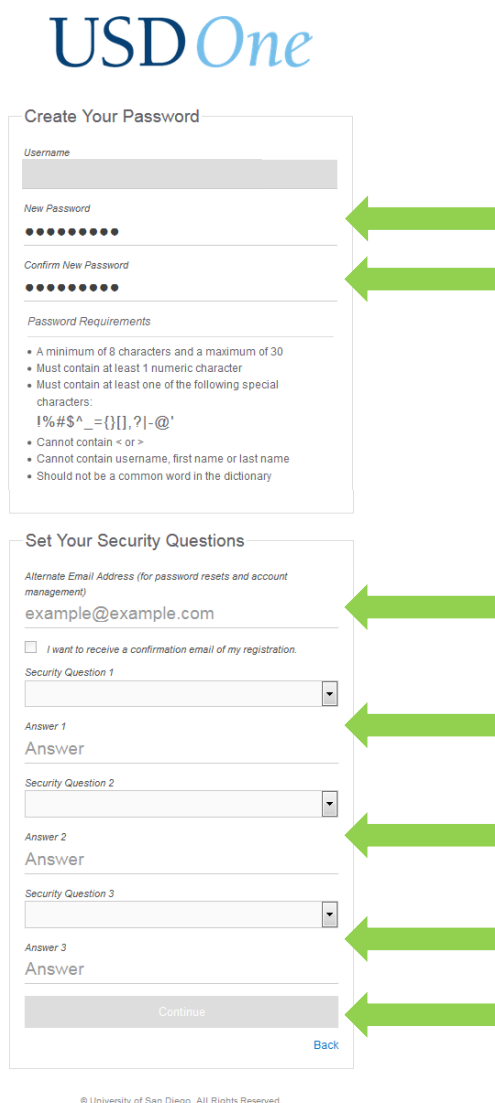 USD One
Create Your Password
Username
New Password
●●●●●●●●●
Confirm New Password
●●●●●●●●●
Password Requirements
• A minimum of 8 characters and a maximum of 30
• Must contain at least 1 numeric character
• Must contain at least one of the following special
characters:
!%#$^_={}[],?|-@'
• Cannot contain < or >
• Cannot contain username, first name or last name
• Should not be a common word in the dictionary
Set Your Security Questions
Alternate Email Address (for password resets and account
management)
example@example.com
I want to receive a confirmation email of my registration.
Security Question 1
Answer 1
Answer
Security Question 2
Answer 2
Answer
Security Question 3
Answer 3
Answer
Continue
Back
© University of San Diego. All Rights Reserved